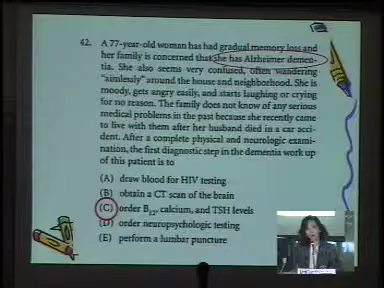 42. A 77-year-old woman has had gradual memory loss and
her family is concerned that she has Alzheimer demen-
tia. She also seems very confused, often wandering
"aimlessly" around the house and neighborhood. She is
moody, gets angry easily, and starts laughing or crying
for no reason. The family does not know of any serious
medical problems in the past because she recently came
to live with them after her husband died in a car acci-
dent. After a complete physical and neurologic exami-
nation, the first diagnostic step in the dementia work up
of this patient is to
(A) draw blood for HIV testing
(B) obtain a CT scan of the brain
(C) order B12, calcium, and TSH levels
(D) order neuropsychologic testing
(E) perform a lumbar puncture